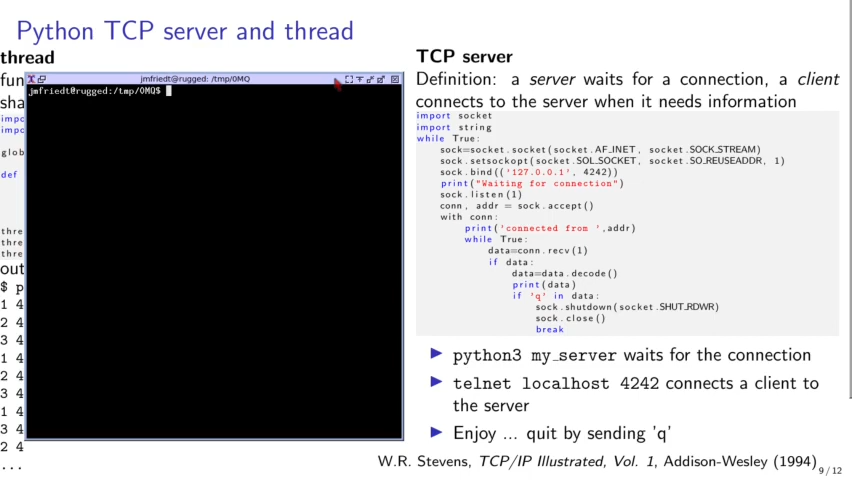 Python TCP server and thread
thread
fun
sha
impo
impo
glob
def
thre
thre
thre
out
$ p
1 4
2 4
3 4
1 4
2 4
3 4
1 4
3 4
2 4
...
jmfriedt@rugged: /tmp/0MQ
jmfriedt@rugged:/tmp/0MQ$
TCP server
Definition: a server waits for a connection, a client
connects to the server when it needs information
import socket
import string
while True:
sock=socket.socket(socket.AF_INET, socket.SOCK_STREAM)
sock.setsockopt(socket.SOL_SOCKET, socket.SO_REUSEADDR, 1)
sock.bind(('127.0.0.1', 4242))
print("Waiting for connection")
sock.listen(1)
conn, addr = sock.accept()
with conn:
print('connected from ',addr)
while True:
data=conn.recv(1)
if data:
data=data.decode()
print(data)
if 'q' in data:
sock.shutdown(socket.SHUT_RDWR)
sock.close()
break
▶ python3 my_server waits for the connection
▶ telnet localhost 4242 connects a client to
the server
▶ Enjoy ... quit by sending 'q'
W.R. Stevens, TCP/IP Illustrated, Vol. 1, Addison-Wesley (1994)
9/12